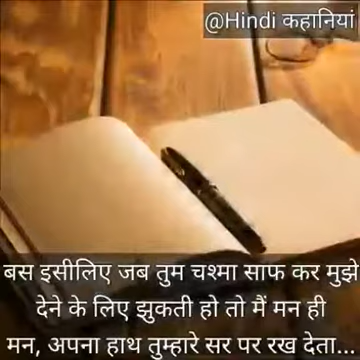 @Hindi कहानियां
बस इसीलिए जब तुम चश्मा साफ कर मुझे
देने के लिए झुकती हो तो मैं मन ही
मन, अपना हाथ तुम्हारे सर पर रख देता...